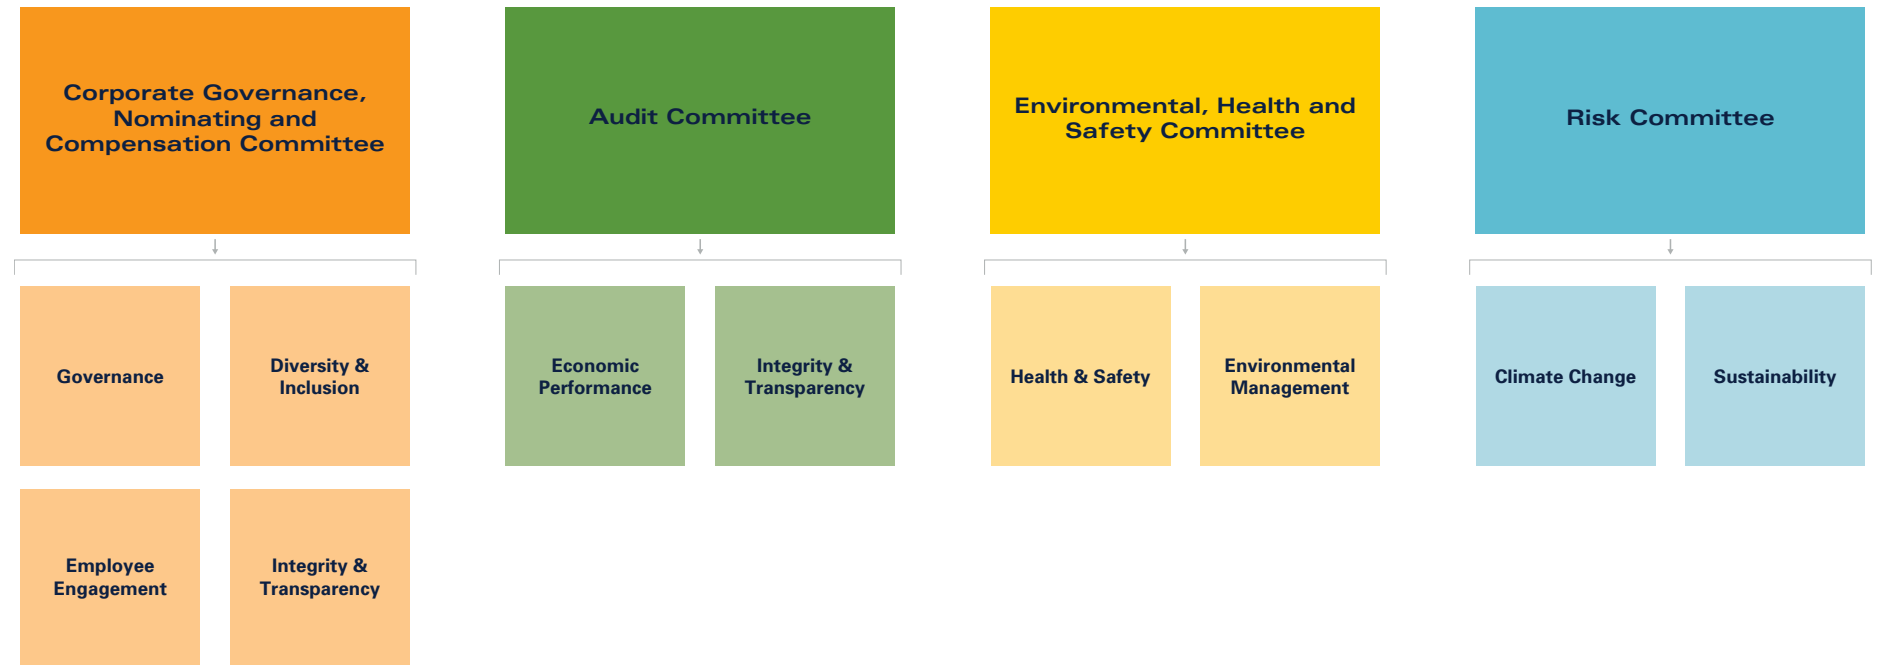 Corporate Governance,
Nominating and
Compensation Committee
Audit Committee
Environmental, Health and
Safety Committee
Risk Committee
Governance
Diversity &
Inclusion
Employee
Engagement
Integrity &
Transparency
Economic
Performance
Integrity &
Transparency
Health & Safety
Environmental
Management
Climate Change
Sustainability